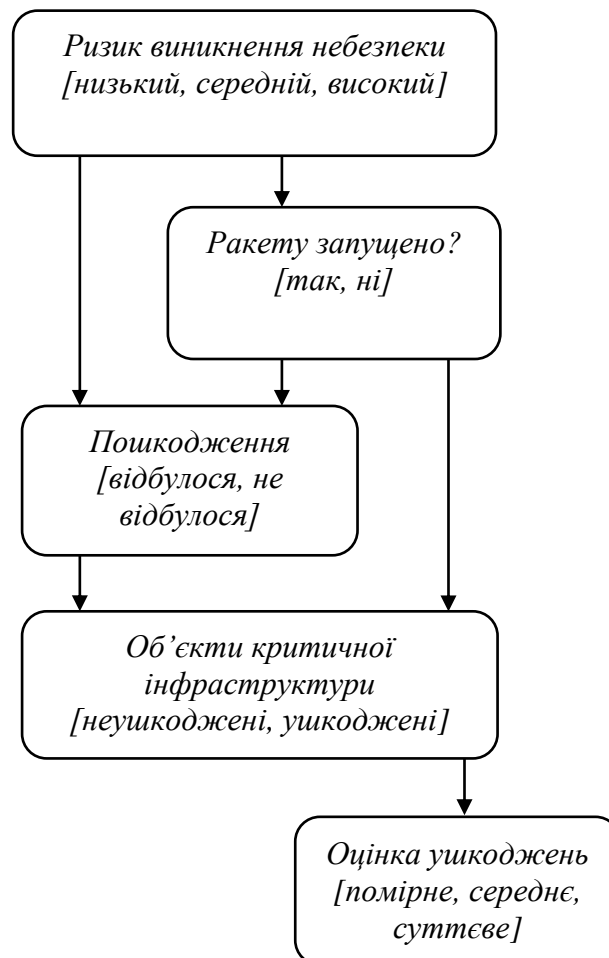 Ризик виникнення небезпеки
[низький, середній, високий]
Ракету запущено?
[так, ні]
Пошкодження
[відбулося, не
відбулося]
Об’єкти критичної
інфраструктури
[неушкоджені, ушкоджені]
Оцінка ушкоджень
[помірне, середнє,
суттєве]